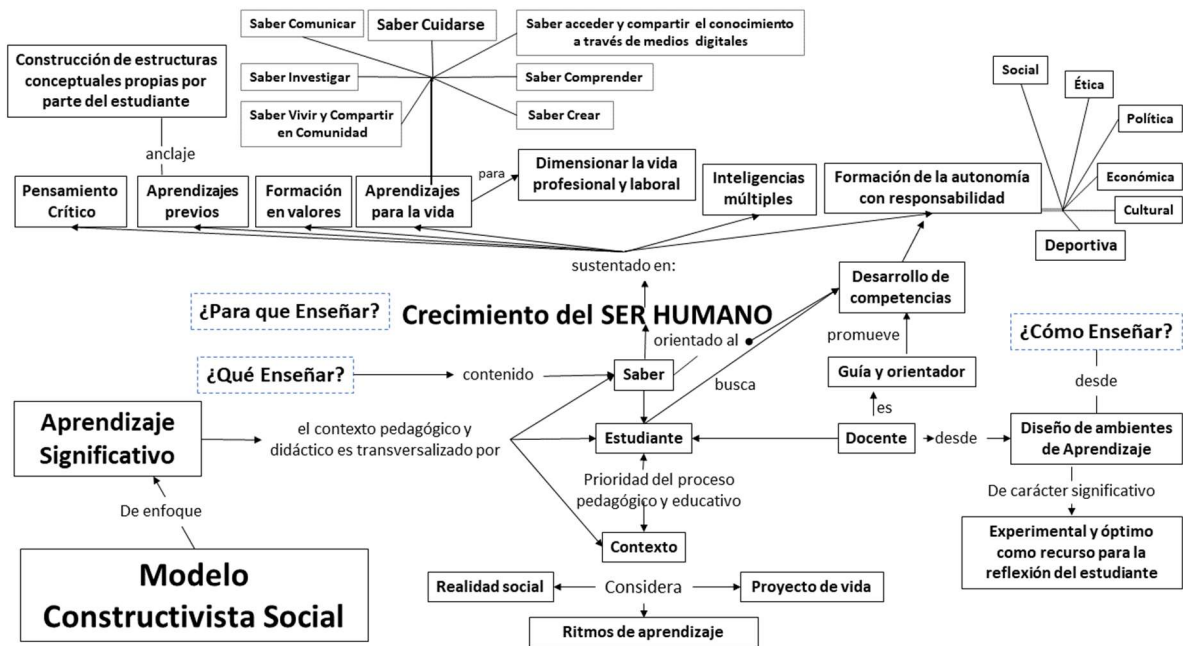 Saber Comunicar
Saber Cuidarse
Saber acceder y compartir el conocimiento
a través de medios digitales
Construcción de estructuras
conceptuales propias por
parte del estudiante
Saber Investigar
Saber Comprender
Saber Vivir y Compartir
en Comunidad
Saber Crear
Social
Ética
Política
Económica
Cultural
Deportiva
anclaje
para
Dimensionar la vida
profesional y laboral
Pensamiento
Crítico
Aprendizajes
previos
Formación
en valores
Aprendizajes
para la vida
Inteligencias
múltiples
Formación de la autonomía
con responsabilidad
sustentado en:
Desarrollo de
competencias
¿Para que Enseñar?
Crecimiento del SER HUMANO
orientado al
promueve
¿Cómo Enseñar?
¿Qué Enseñar?
contenido
Saber
busca
Guía y orientador
desde
es
Aprendizaje
Significativo
el contexto pedagógico y
didáctico es transversalizado por
Estudiante
Docente
desde
Diseño de ambientes
de Aprendizaje
Prioridad del proceso
pedagógico y educativo
De carácter significativo
De enfoque
Contexto
Experimental y óptimo
como recurso para la
reflexión del estudiante
Modelo
Constructivista Social
Realidad social
Considera
Proyecto de vida
Ritmos de aprendizaje